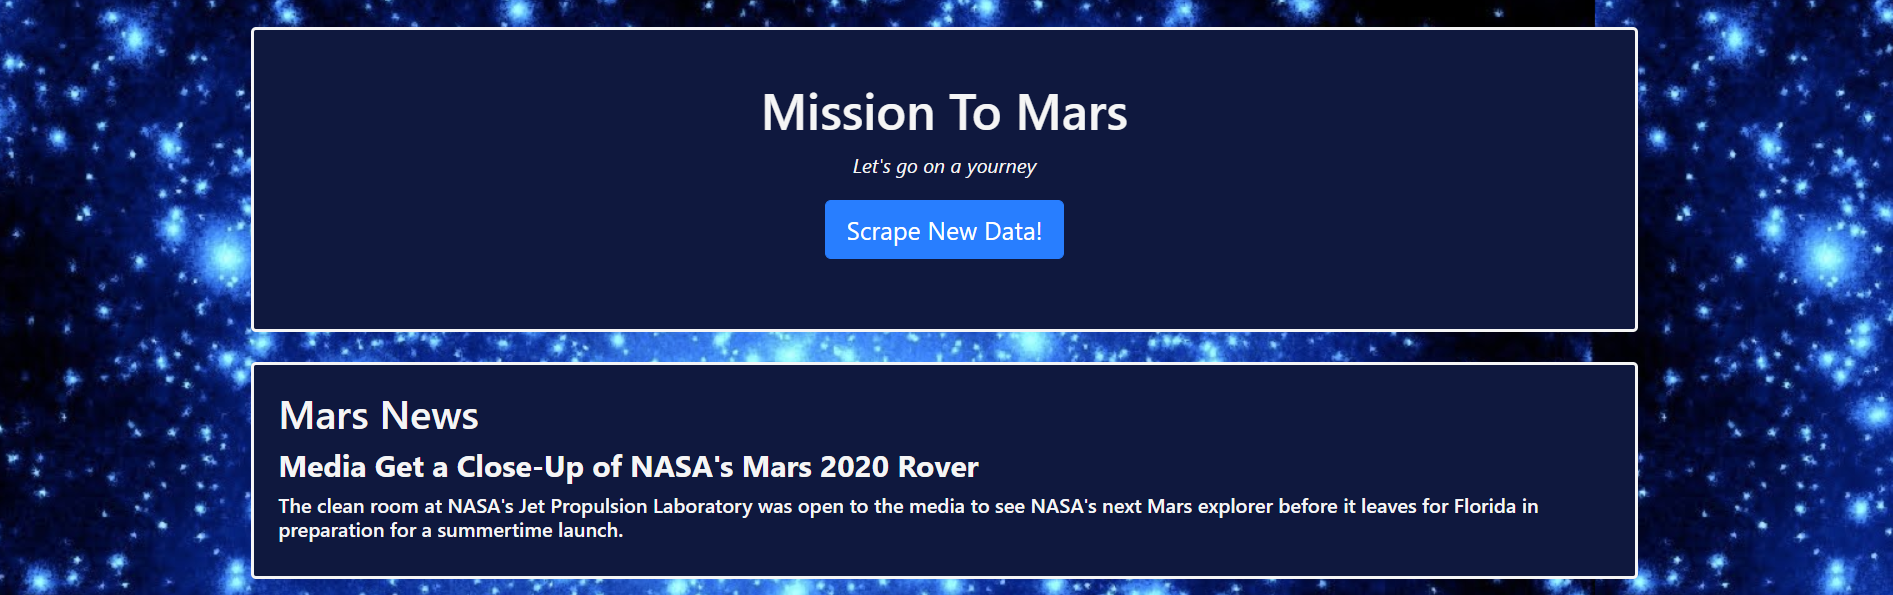 Mission To Mars
Let's go on a yourney
Scrape New Data!
Mars News
Media Get a Close-Up of NASA's Mars 2020 Rover
The clean room at NASA's Jet Propulsion Laboratory was open to the media to see NASA's next Mars explorer before it leaves for Florida in
preparation for a summertime launch.